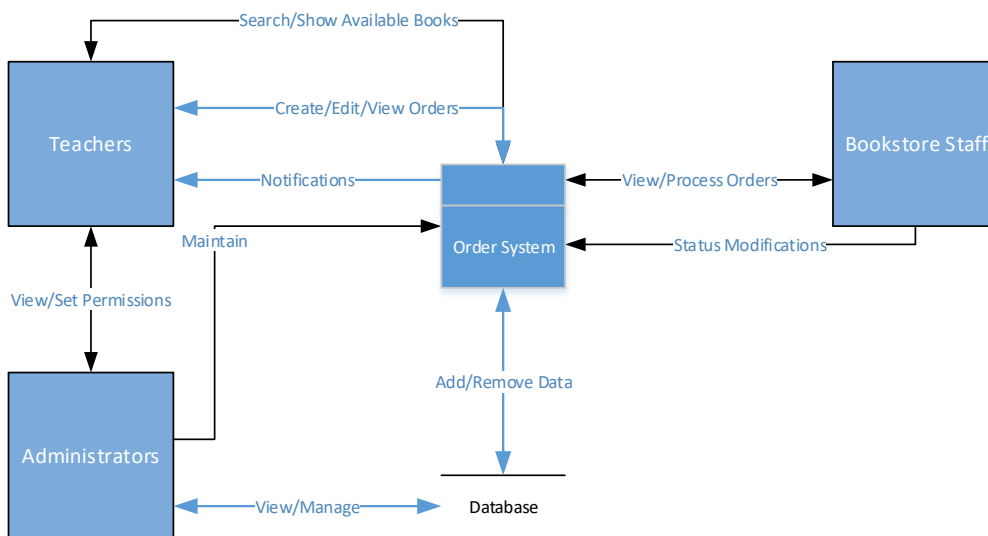 Search/Show Available Books
Create/Edit/View Orders
Teachers
Bookstore Staff
Notifications
View/Process Orders
Maintain
Order System
Status Modifications
View/Set Permissions
Add/Remove Data
Administrators
View/Manage
Database